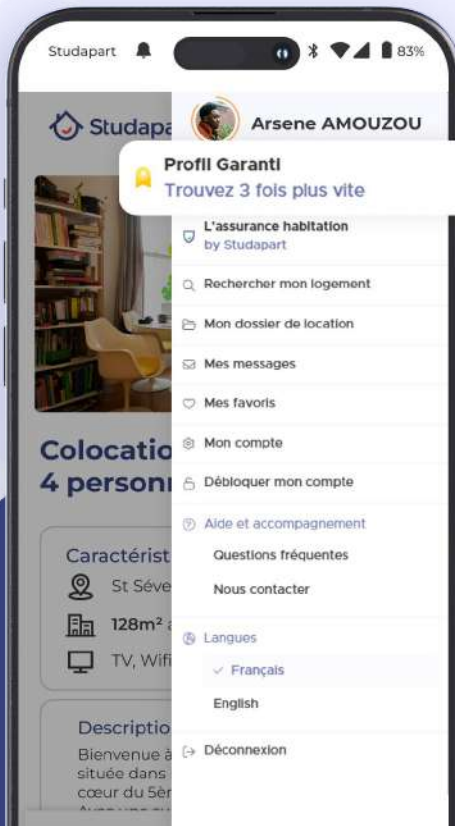 Studapart
83%
Studapa
Arsene AMOUZOU
Profil Garanti
Trouvez 3 fois plus vite
L'assurance habitation
by Studapart
Rechercher mon logement
Mon dossier de location
Mes messages
Mes favoris
Mon compte
Débloquer mon compte
Aide et accompagnement
Questions fréquentes
Nous contacter
Langues
Français
English
Déconnexion
Colocatio
4 personn
Caractérist
St Séve
128m² a
TV, Wifi
Descriptio
Bienvenue à
située dans
cœur du 5èr